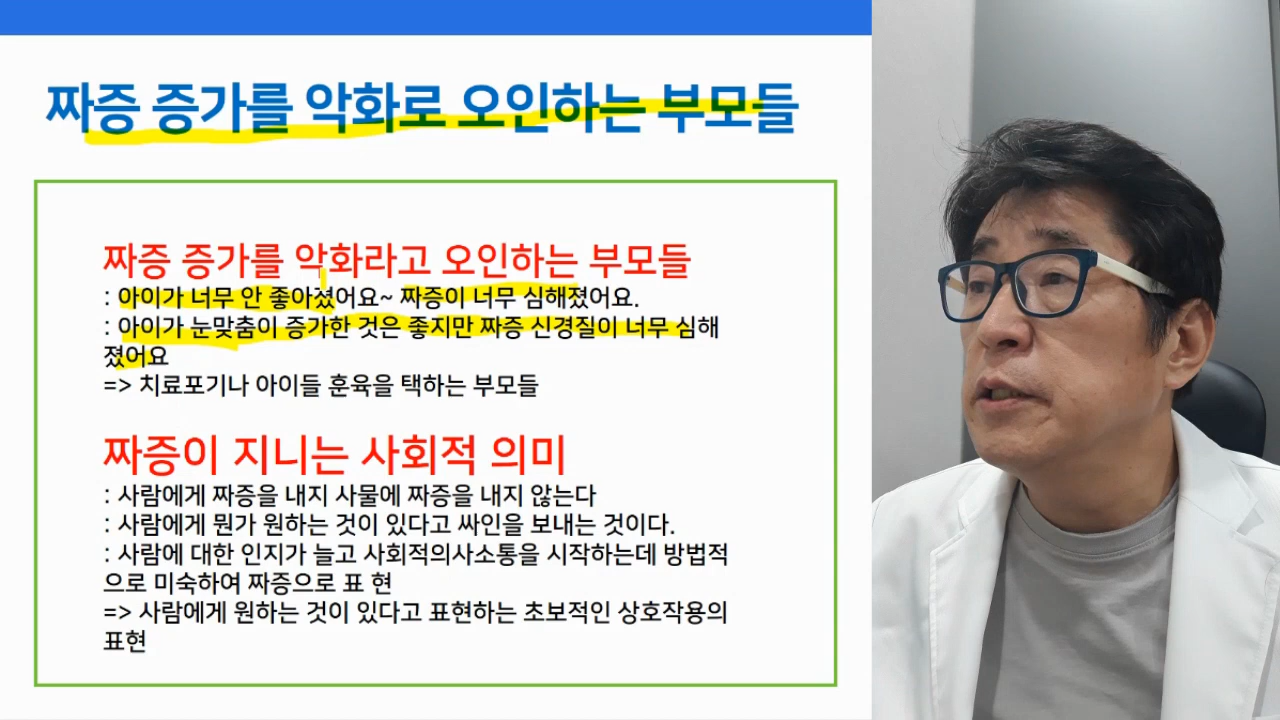 짜증 증가를 악화로 오인하는 부모들
짜증 증가를 악화라고 오인하는 부모들
: 아이가 너무 안 좋아졌어요~ 짜증이 너무 심해졌어요.
: 아이가 눈맞춤이 증가한 것은 좋지만 짜증 신경질이 너무 심해
졌어요
=> 치료포기나 아이들 훈육을 택하는 부모들
짜증이 지니는 사회적 의미
: 사람에게 짜증을 내지 사물에 짜증을 내지 않는다
: 사람에게 뭔가 원하는 것이 있다고 싸인을 보내는 것이다.
: 사람에 대한 인지가 늘고 사회적의사소통을 시작하는데 방법적
으로 미숙하여 짜증으로 표 현
=> 사람에게 원하는 것이 있다고 표현하는 초보적인 상호작용의
표현